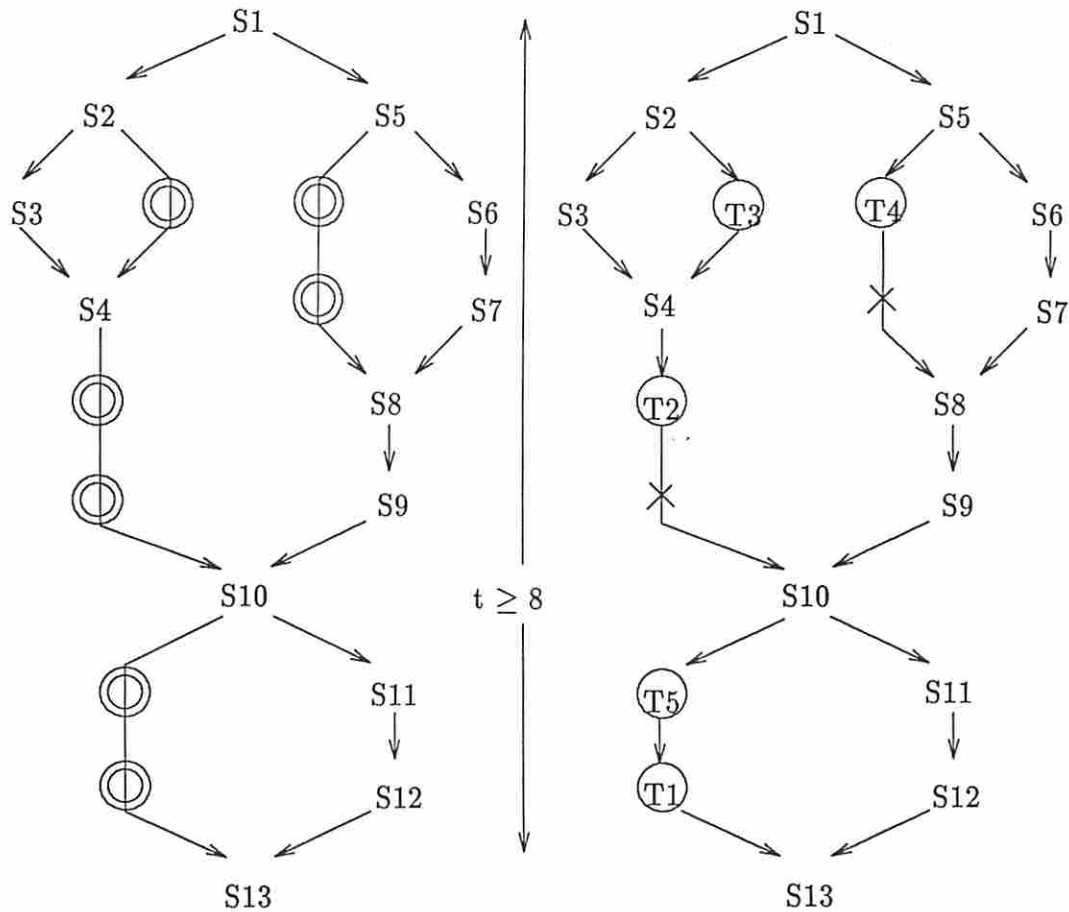 S1 S1
S2 S5 S2 S5
S3 S6 S3 T3 T4 S6
S4 S7 S4 S7
S8 T2 S8
S9 S9
S10 t ≥ 8 S10
S11 T5 S11
S12 T1 S12
S13 S13